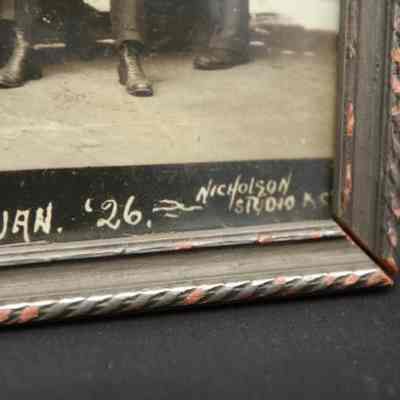 JAN. '26.
NICHOLSON
STUDIO